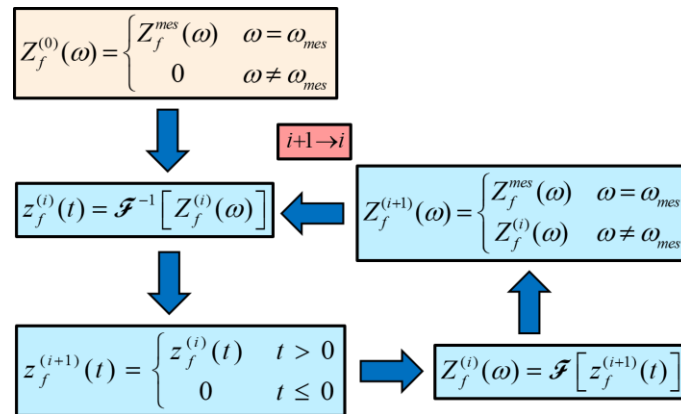 Z_f^{(0)}(ω) = { Z_f^{mes}(ω)   ω = ω_{mes}
0   ω ≠ ω_{mes}
i+1→i
z_f^{(i)}(t) = 𝓕^{-1}[Z_f^{(i)}(ω)]
Z_f^{(i+1)}(ω) = { Z_f^{mes}(ω)   ω = ω_{mes}
Z_f^{(i)}(ω)   ω ≠ ω_{mes}
z_f^{(i+1)}(t) = { z_f^{(i)}(t)   t > 0
0   t ≤ 0
Z_f^{(i)}(ω) = 𝓕[z_f^{(i+1)}(t)]